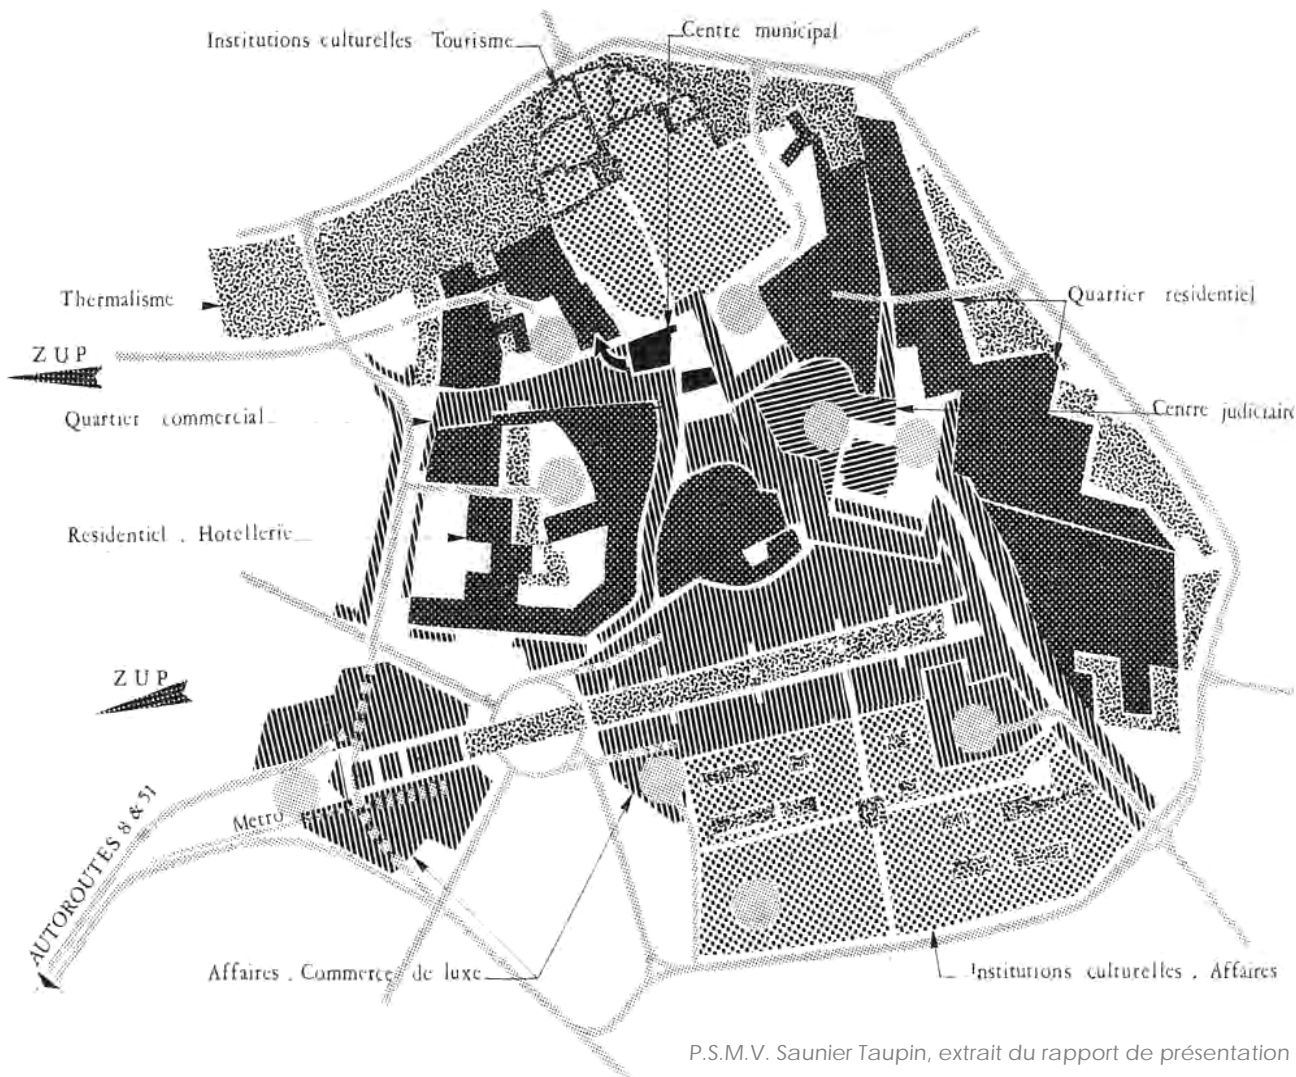 Institutions culturelles Tourisme
Centre municipal
Thermalisme
Quartier residentiel
ZUP
Quartier commercial
Centre judiciaire
Residentiel . Hotellerie
ZUP
Metro
AUTOROUTES 8 & 51
Affaires . Commerce de luxe
Institutions culturelles . Affaires
P.S.M.V. Saunier Taupin, extrait du rapport de présentation